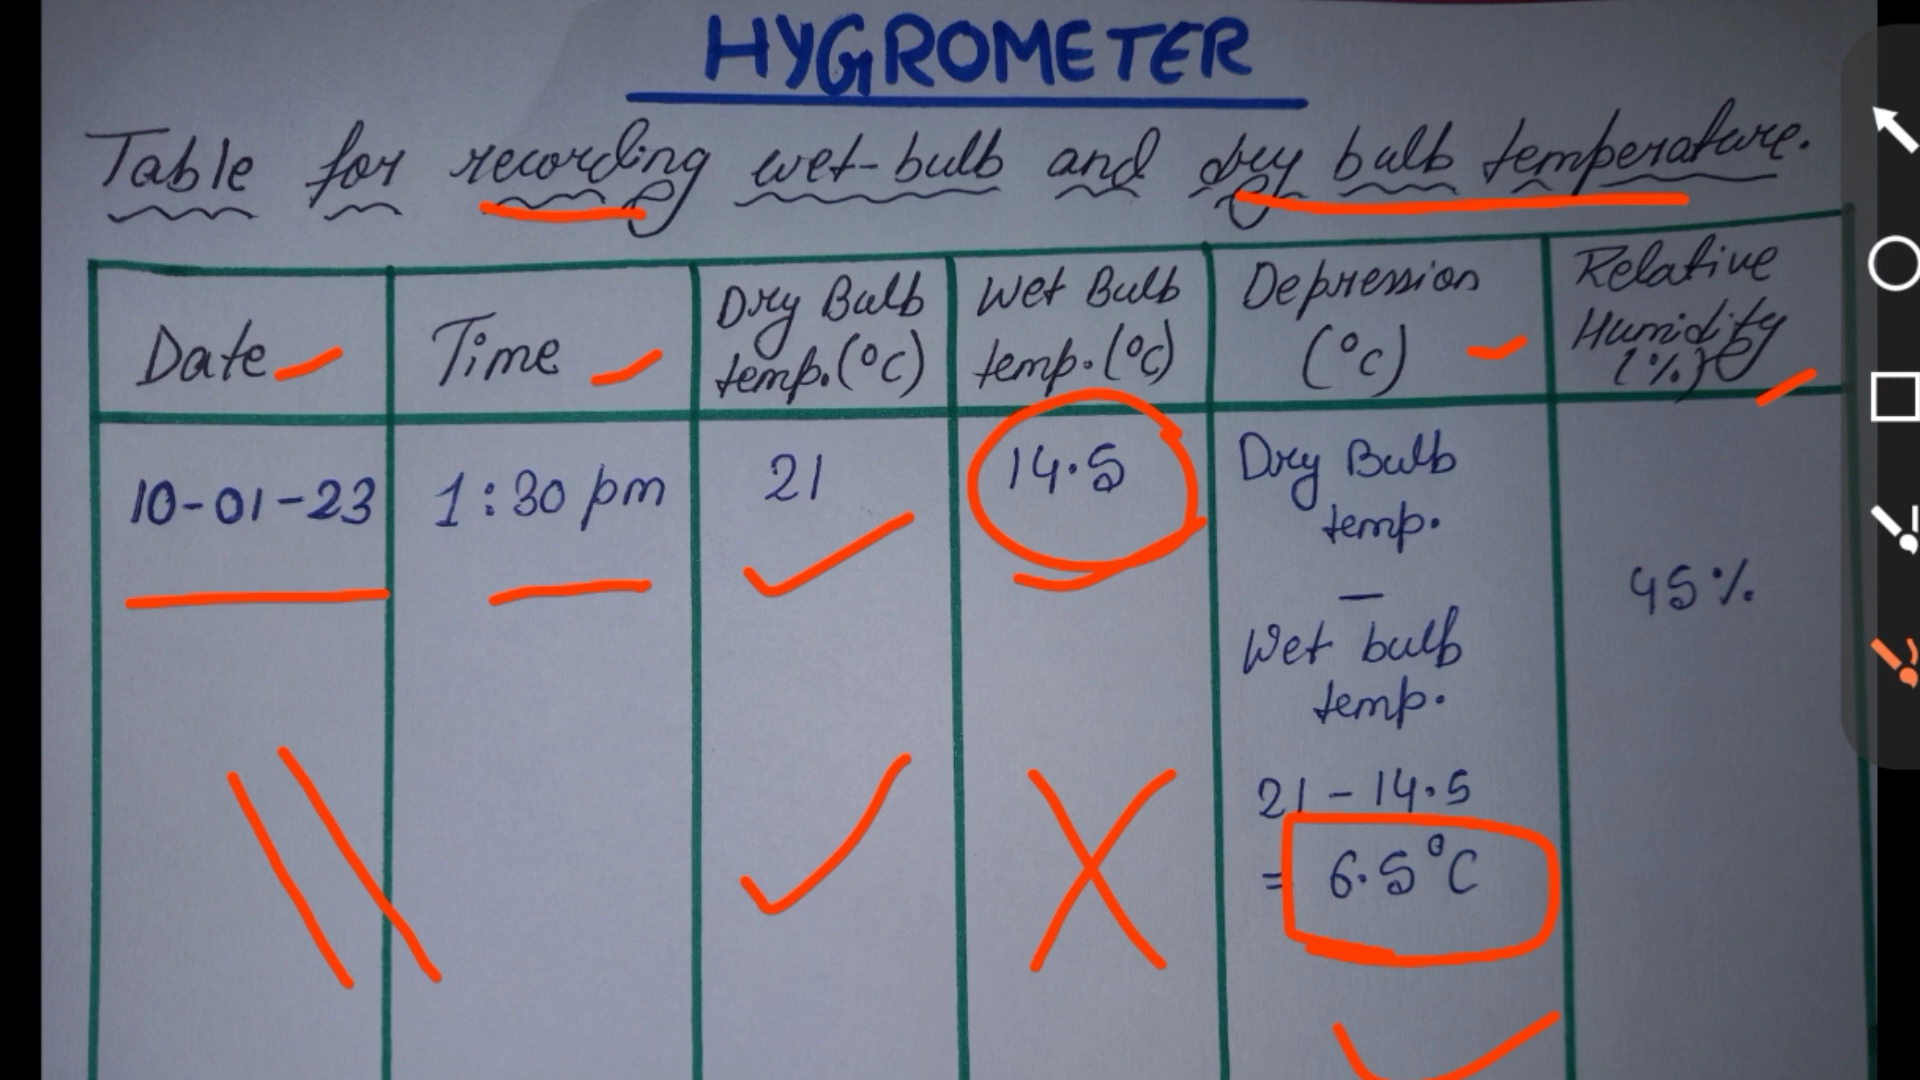 HYGROMETER
Table for recording wet-bulb and dry bulb temperature.
Date
Time
Dry Bulb
temp.(°c)
Wet Bulb
temp.(°c)
Depression
(°c)
Relative
Humidity
(%)
10-01-23
1:30 pm
21
14.5
Dry Bulb
temp.
–
Wet bulb
temp.
21 - 14.5
= 6.5°C
45%